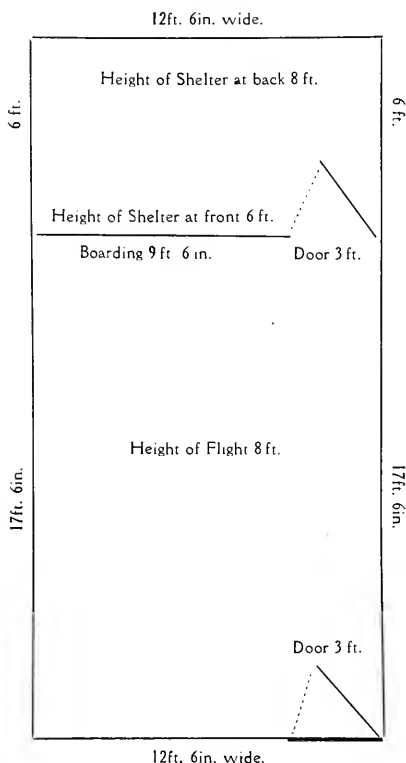 12ft. 6in. wide.
Height of Shelter at back 8 ft.
6 ft.
6 ft.
Height of Shelter at front 6 ft.
Boarding 9 ft 6 in.
Door 3 ft.
Height of Flight 8 ft.
17ft. 6in.
17ft. 6in.
Door 3 ft.
12ft. 6in. wide.